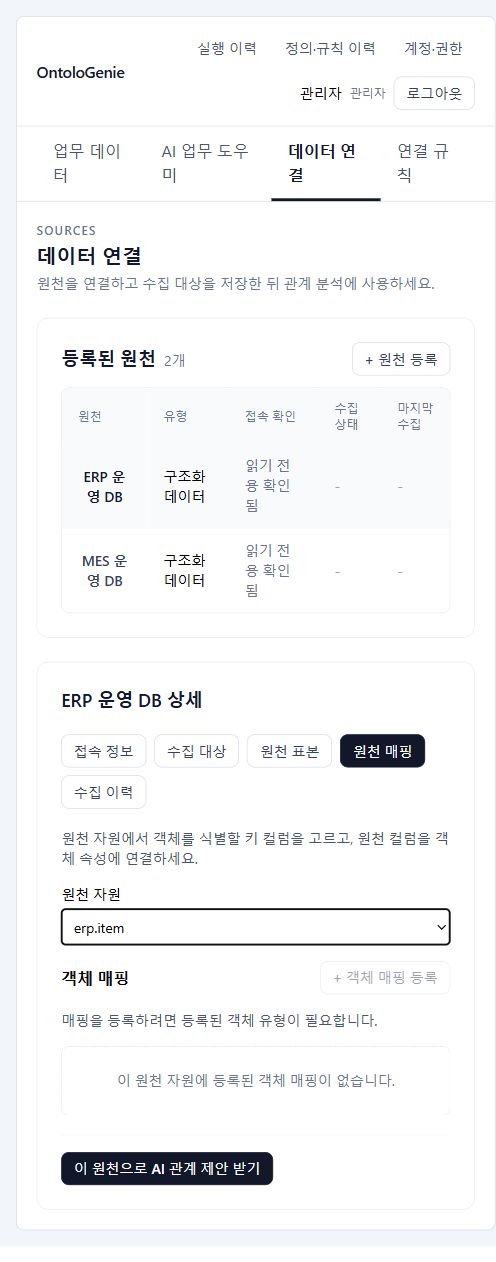 실행 이력 정의·규칙 이력 계정·권한
OntoloGenie
관리자 관리자 로그아웃
업무 데이터
AI 업무 도우미
데이터 연결
연결 규칙
SOURCES
데이터 연결
원천을 연결하고 수집 대상을 저장한 뒤 관계 분석에 사용하세요.
등록된 원천 2개 + 원천 등록
원천 유형 접속 확인 수집 상태 마지막 수집
ERP 운영 DB 구조화 데이터 읽기 전용 확인됨 - -
MES 운영 DB 구조화 데이터 읽기 전용 확인됨 - -
ERP 운영 DB 상세
접속 정보 수집 대상 원천 표본 원천 매핑
수집 이력
원천 자원에서 객체를 식별할 키 컬럼을 고르고, 원천 컬럼을 객
체 속성에 연결하세요.
원천 자원
erp.item
객체 매핑 + 객체 매핑 등록
매핑을 등록하려면 등록된 객체 유형이 필요합니다.
이 원천 자원에 등록된 객체 매핑이 없습니다.
이 원천으로 AI 관계 제안 받기